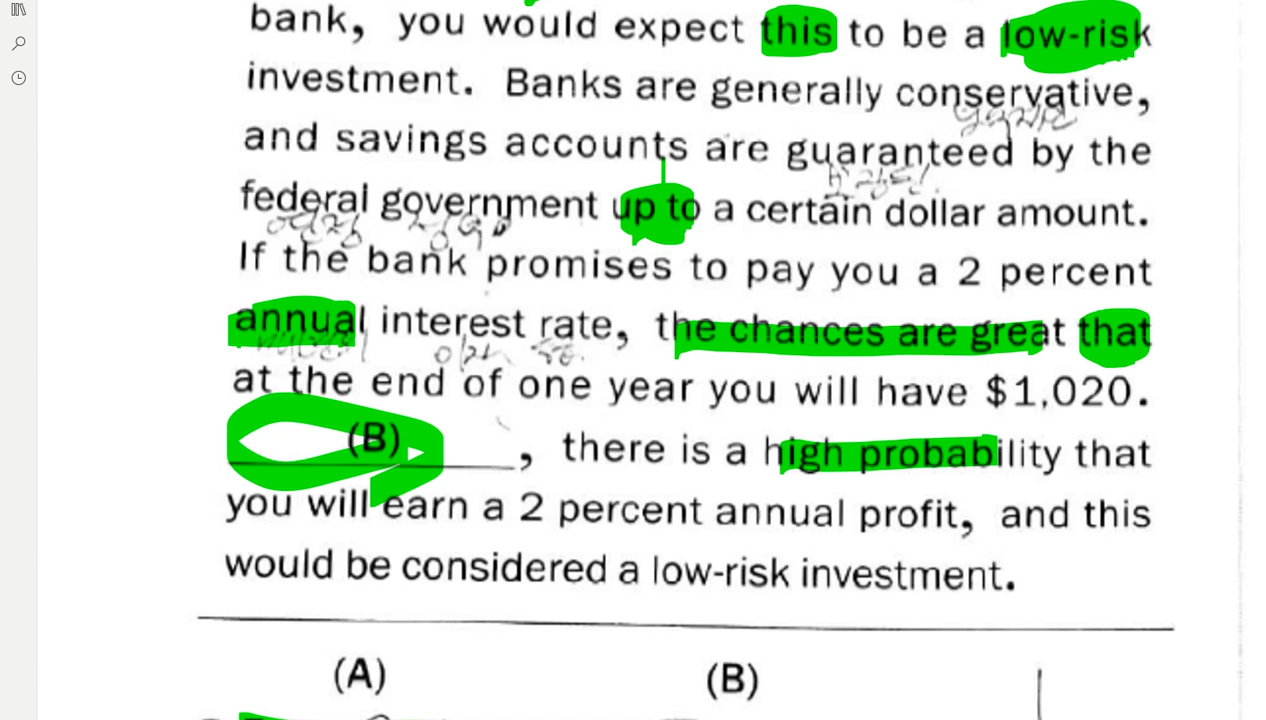 bank, you would expect this to be a low-risk
investment. Banks are generally conservative,
and savings accounts are guaranteed by the
federal government up to a certain dollar amount.
If the bank promises to pay you a 2 percent
annual interest rate, the chances are great that
at the end of one year you will have $1,020.
(B) , there is a high probability that
you will earn a 2 percent annual profit, and this
would be considered a low-risk investment.
(A) (B)